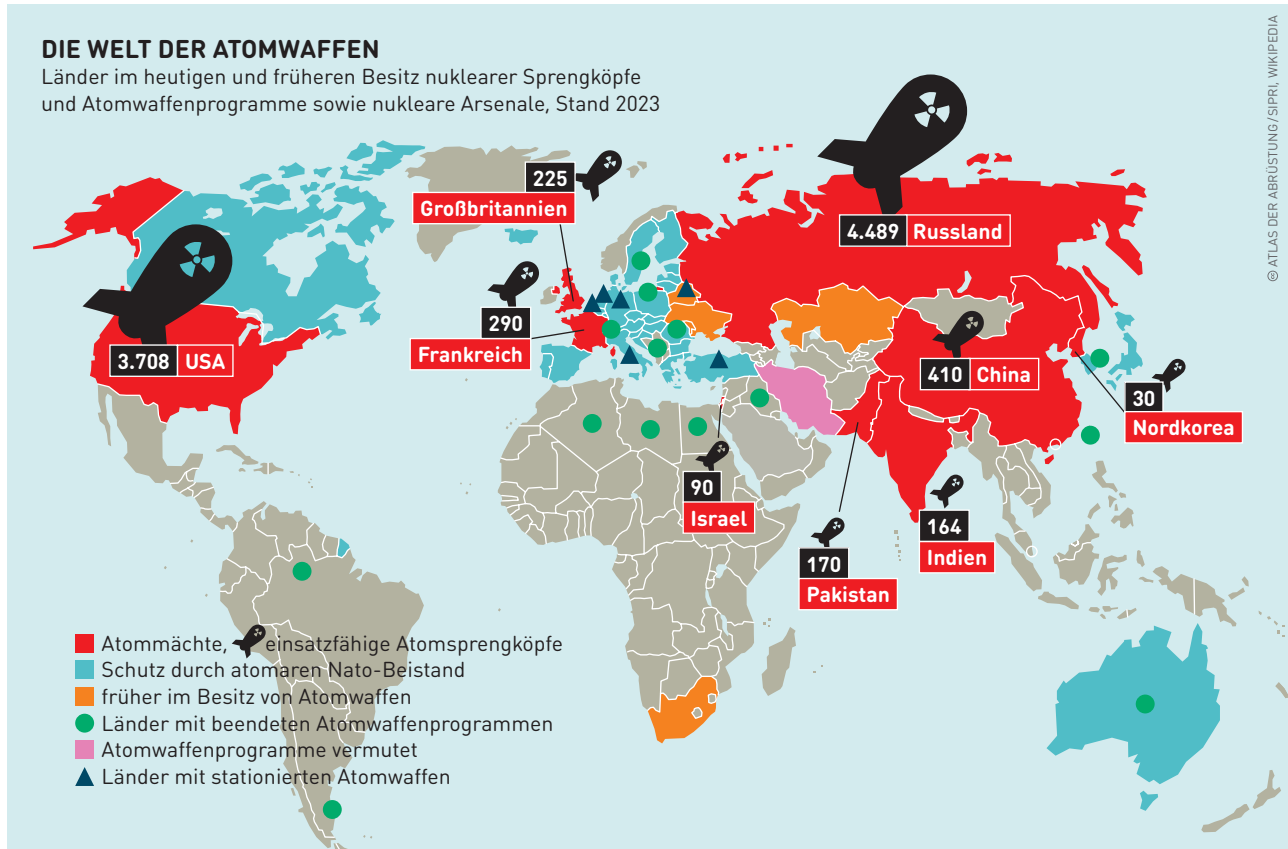 DIE WELT DER ATOMWAFFEN
Länder im heutigen und früheren Besitz nuklearer Sprengköpfe
und Atomwaffenprogramme sowie nukleare Arsenale, Stand 2023
© ATLAS DER ABRÜSTUNG/SIPRI, WIKIPEDIA
225
Großbritannien
4.489 Russland
290
Frankreich
3.708 USA
410 China
30
Nordkorea
90
Israel
164
Indien
170
Pakistan
Atommächte, einsatzfähige Atomsprengköpfe
Schutz durch atomaren Nato-Beistand
früher im Besitz von Atomwaffen
Länder mit beendeten Atomwaffenprogrammen
Atomwaffenprogramme vermutet
Länder mit stationierten Atomwaffen